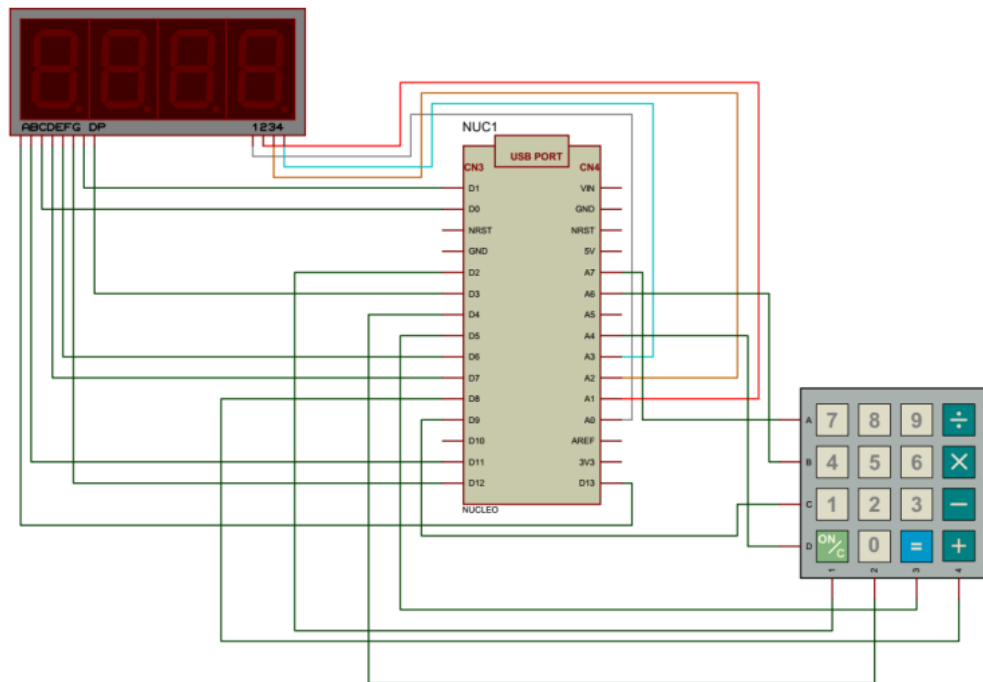 ABCDEFG DP 1234
NUC1
USB PORT
CN3 CN4
D1 VIN
D0 GND
NRST NRST
GND 5V
D2 A7
D3 A6
D4 A5
D5 A4
D6 A3
D7 A2
D8 A1
D9 A0
D10 AREF
D11 3V3
D12 D13
NUCLEO
A 7 8 9 ÷
B 4 5 6 ×
C 1 2 3 −
D ON/C 0 = +
1 2 3 4